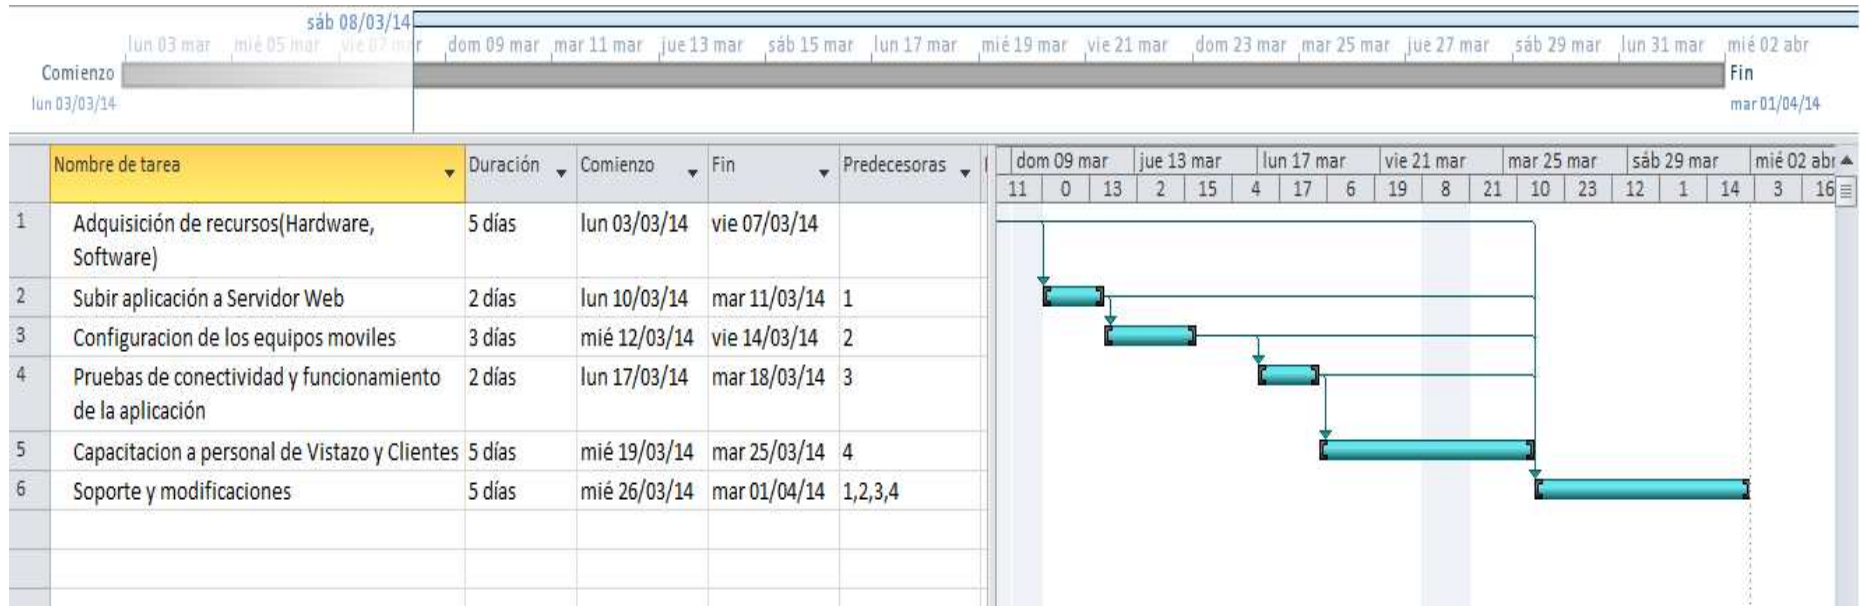 sáb 08/03/14
lun 03 mar mié 05 mar vie 07 mar dom 09 mar mar 11 mar jue 13 mar sáb 15 mar lun 17 mar mié 19 mar vie 21 mar dom 23 mar mar 25 mar jue 27 mar sáb 29 mar lun 31 mar mié 02 abr
Comienzo Fin
lun 03/03/14 mar 01/04/14
Nombre de tarea Duración Comienzo Fin Predecesoras dom 09 mar jue 13 mar lun 17 mar vie 21 mar mar 25 mar sáb 29 mar mié 02 abr
11 0 13 2 15 4 17 6 19 8 21 10 23 12 1 14 3 16
1 Adquisición de recursos(Hardware, 5 días lun 03/03/14 vie 07/03/14
Software)
2 Subir aplicación a Servidor Web 2 días lun 10/03/14 mar 11/03/14 1
3 Configuracion de los equipos moviles 3 días mié 12/03/14 vie 14/03/14 2
4 Pruebas de conectividad y funcionamiento 2 días lun 17/03/14 mar 18/03/14 3
de la aplicación
5 Capacitacion a personal de Vistazo y Clientes 5 días mié 19/03/14 mar 25/03/14 4
6 Soporte y modificaciones 5 días mié 26/03/14 mar 01/04/14 1,2,3,4